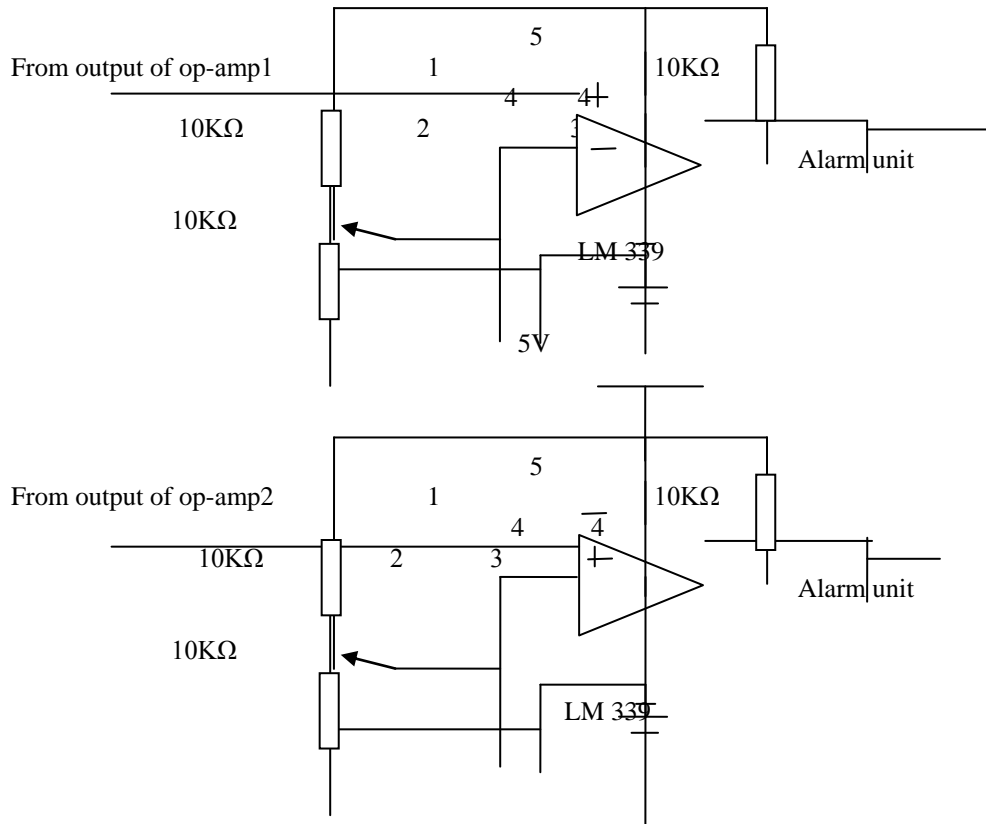 5
From output of op-amp1 1 10KΩ
4 4
10KΩ 2 3
Alarm unit
10KΩ
LM 339
5V
5
From output of op-amp2 1 10KΩ
4 4
10KΩ 2 3
Alarm unit
10KΩ
LM 339